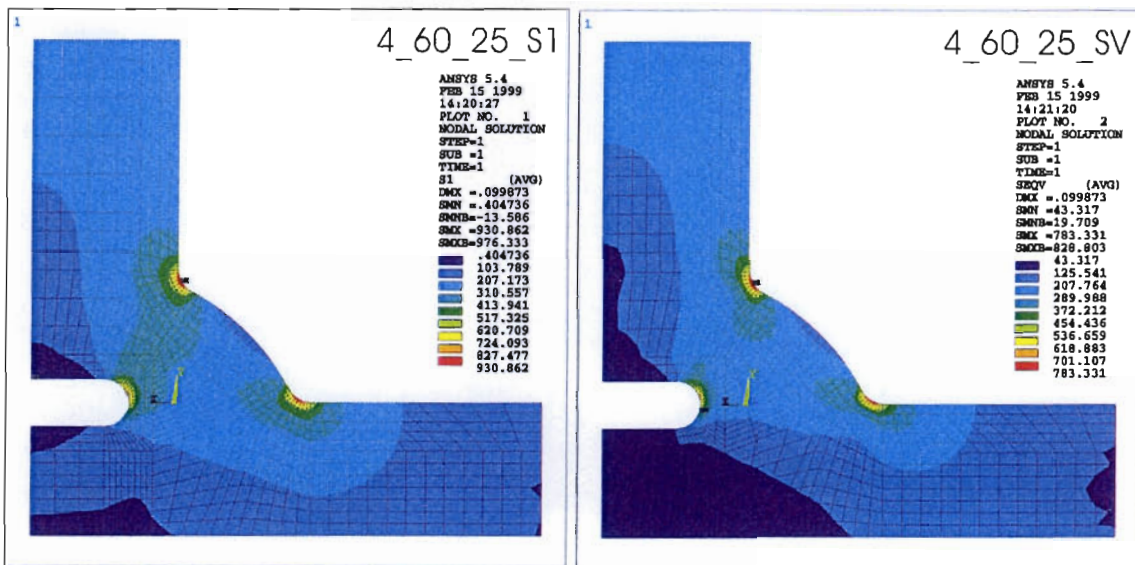 1
4_60_25_S1
ANSYS 5.4
FEB 15 1999
14:20:27
PLOT NO. 1
NODAL SOLUTION
STEP=1
SUB =1
TIME=1
S1 (AVG)
DMX =.099873
SMN =.404736
SMNB=-13.586
SMX =930.862
SMXB=976.333
.404736
103.789
207.173
310.557
413.941
517.325
620.709
724.093
827.477
930.862
1
4_60_25_SV
ANSYS 5.4
FEB 15 1999
14:21:20
PLOT NO. 2
NODAL SOLUTION
STEP=1
SUB =1
TIME=1
SEQV (AVG)
DMX =.099873
SMN =43.317
SMNB=19.709
SMX =783.331
SMXB=828.803
43.317
125.541
207.764
289.988
372.212
454.436
536.659
618.883
701.107
783.331